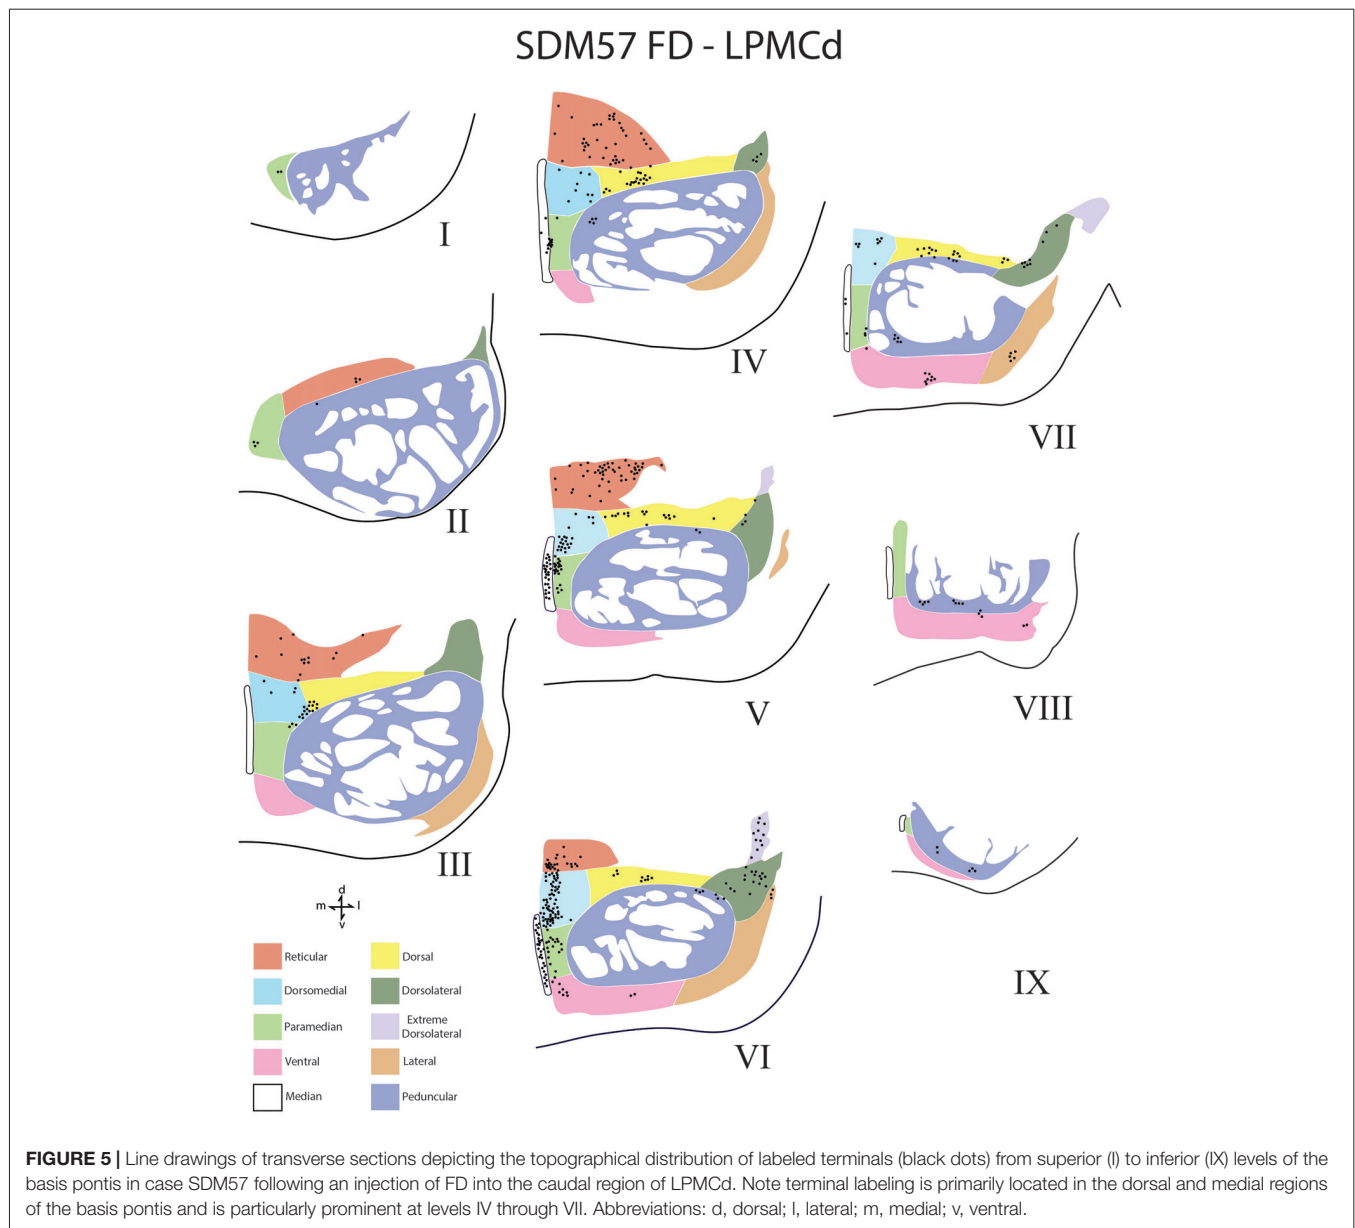 SDM57 FD - LPMCd
I
II
III
IV
V
VI
VII
VIII
IX
d
m l
v
Reticular
Dorsal
Dorsomedial
Dorsolateral
Paramedian
Extreme
Dorsolateral
Ventral
Lateral
Median
Peduncular
FIGURE 5 | Line drawings of transverse sections depicting the topographical distribution of labeled terminals (black dots) from superior (I) to inferior (IX) levels of the
basis pontis in case SDM57 following an injection of FD into the caudal region of LPMCd. Note terminal labeling is primarily located in the dorsal and medial regions
of the basis pontis and is particularly prominent at levels IV through VII. Abbreviations: d, dorsal; l, lateral; m, medial; v, ventral.